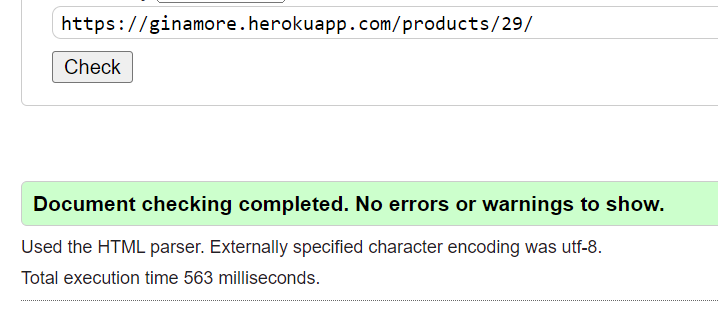 https://ginamore.herokuapp.com/products/29/
Check
Document checking completed. No errors or warnings to show.
Used the HTML parser. Externally specified character encoding was utf-8.
Total execution time 563 milliseconds.